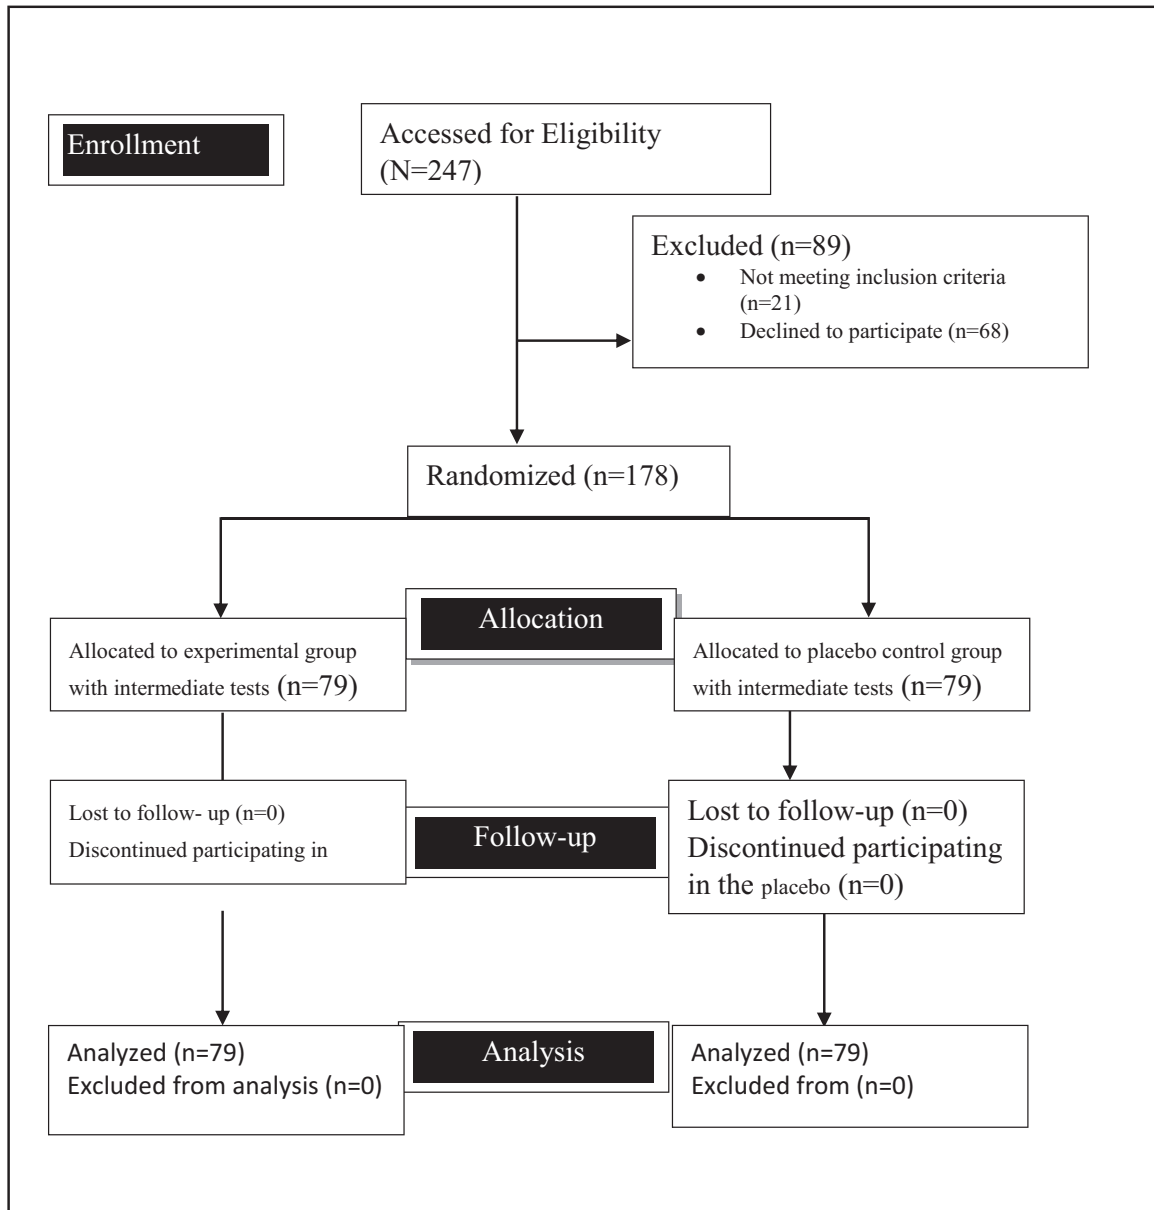 Enrollment
Accessed for Eligibility
(N=247)
Excluded (n=89)
• Not meeting inclusion criteria
(n=21)
• Declined to participate (n=68)
Randomized (n=178)
Allocation
Allocated to experimental group
with intermediate tests (n=79)
Allocated to placebo control group
with intermediate tests (n=79)
Lost to follow- up (n=0)
Discontinued participating in
Follow-up
Lost to follow-up (n=0)
Discontinued participating
in the placebo (n=0)
Analyzed (n=79)
Excluded from analysis (n=0)
Analysis
Analyzed (n=79)
Excluded from (n=0)